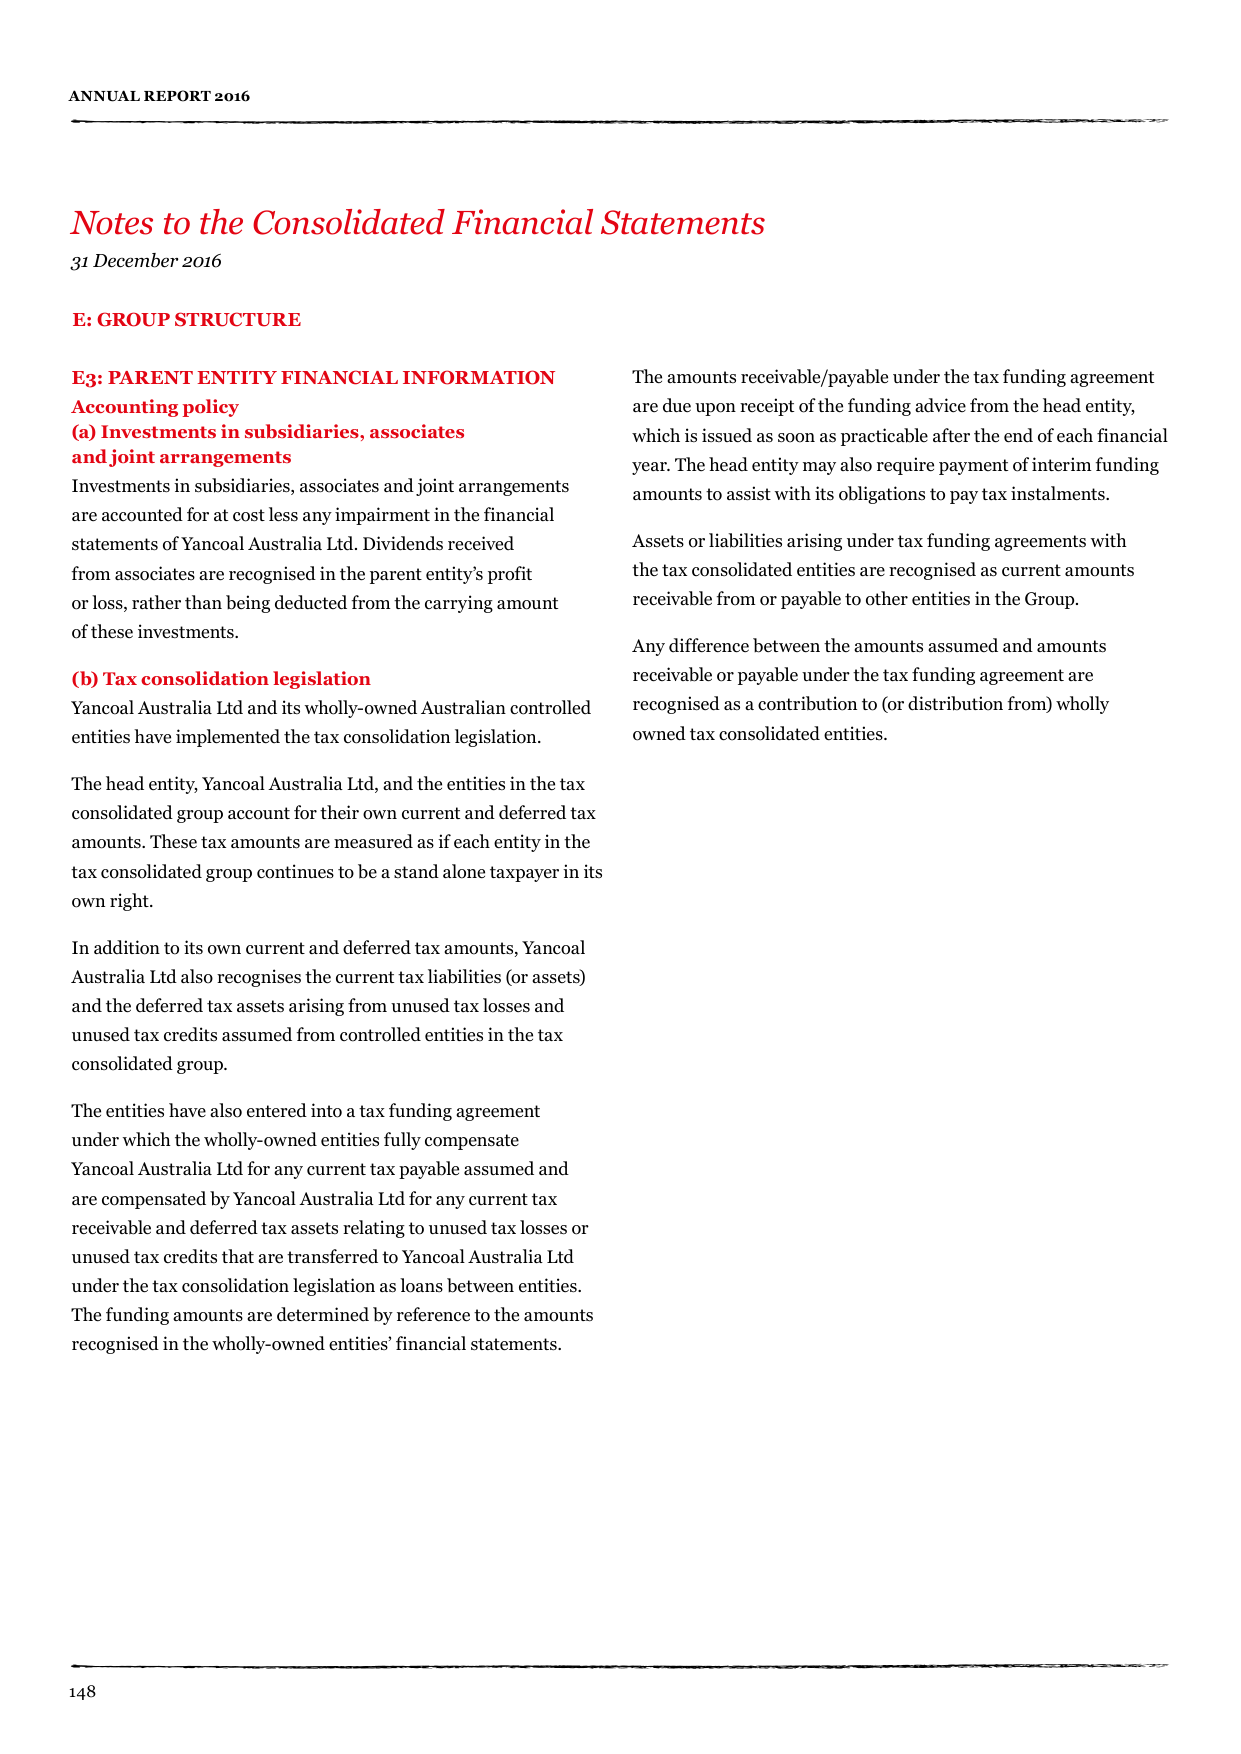 ANNUAL REPORT 2016
Notes to the Consolidated Financial Statements
31 December 2016
E: GROUP STRUCTURE
E3: PARENT ENTITY FINANCIAL INFORMATION
Accounting policy
(a) Investments in subsidiaries, associates
and joint arrangements
Investments in subsidiaries, associates and joint arrangements
are accounted for at cost less any impairment in the financial
statements of Yancoal Australia Ltd. Dividends received
from associates are recognised in the parent entity’s profit
or loss, rather than being deducted from the carrying amount
of these investments.
(b) Tax consolidation legislation
Yancoal Australia Ltd and its wholly-owned Australian controlled
entities have implemented the tax consolidation legislation.
The head entity, Yancoal Australia Ltd, and the entities in the tax
consolidated group account for their own current and deferred tax
amounts. These tax amounts are measured as if each entity in the
tax consolidated group continues to be a stand alone taxpayer in its
own right.
In addition to its own current and deferred tax amounts, Yancoal
Australia Ltd also recognises the current tax liabilities (or assets)
and the deferred tax assets arising from unused tax losses and
unused tax credits assumed from controlled entities in the tax
consolidated group.
The entities have also entered into a tax funding agreement
under which the wholly-owned entities fully compensate
Yancoal Australia Ltd for any current tax payable assumed and
are compensated by Yancoal Australia Ltd for any current tax
receivable and deferred tax assets relating to unused tax losses or
unused tax credits that are transferred to Yancoal Australia Ltd
under the tax consolidation legislation as loans between entities.
The funding amounts are determined by reference to the amounts
recognised in the wholly-owned entities’ financial statements.
The amounts receivable/payable under the tax funding agreement
are due upon receipt of the funding advice from the head entity,
which is issued as soon as practicable after the end of each financial
year. The head entity may also require payment of interim funding
amounts to assist with its obligations to pay tax instalments.
Assets or liabilities arising under tax funding agreements with
the tax consolidated entities are recognised as current amounts
receivable from or payable to other entities in the Group.
Any difference between the amounts assumed and amounts
receivable or payable under the tax funding agreement are
recognised as a contribution to (or distribution from) wholly
owned tax consolidated entities.
148